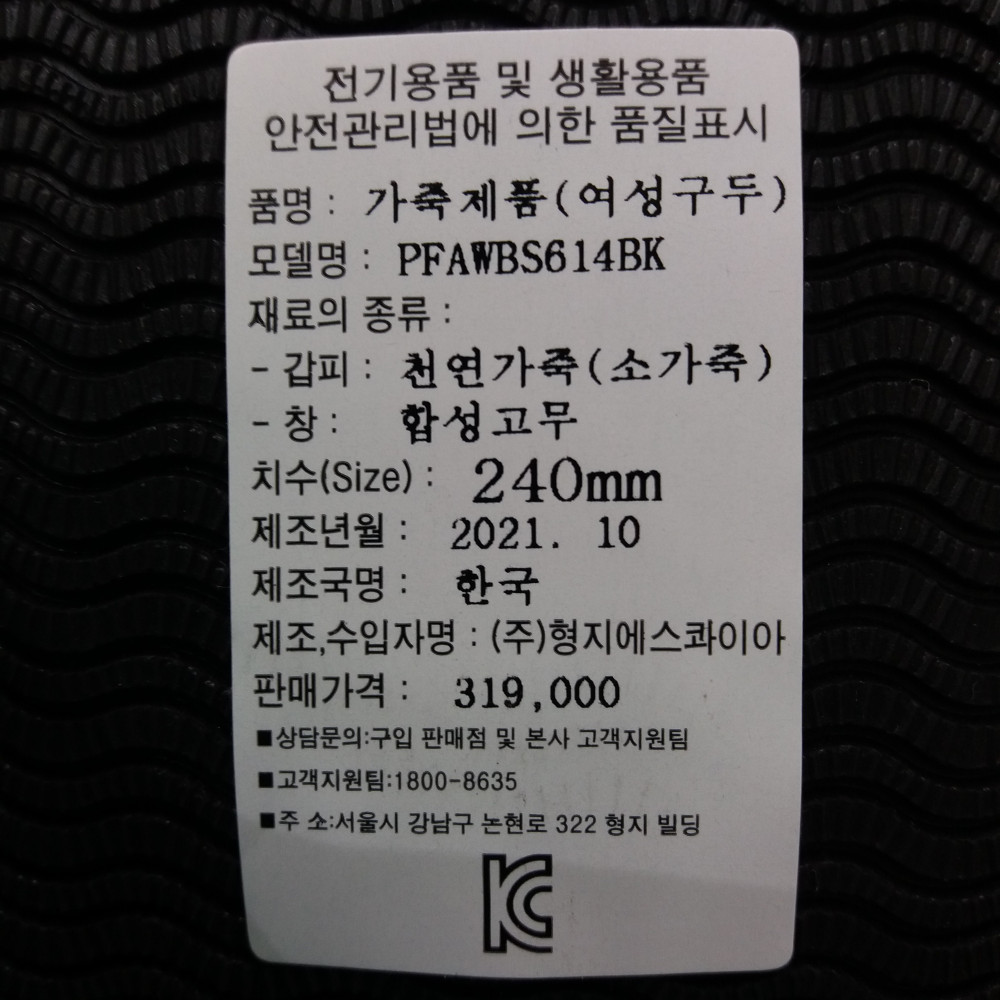 전기용품 및 생활용품
안전관리법에 의한 품질표시
품명 : 가죽제품(여성구두)
모델명 : PFAWBS614BK
재료의 종류 :
- 갑피 : 천연가죽(소가죽)
- 창 : 합성고무
치수(Size) : 240mm
제조년월 : 2021. 10
제조국명 : 한국
제조,수입자명 : (주)형지에스콰이아
판매가격 : 319,000
■상담문의:구입 판매점 및 본사 고객지원팀
■고객지원팀:1800-8635
■주 소:서울시 강남구 논현로 322 형지 빌딩
KC